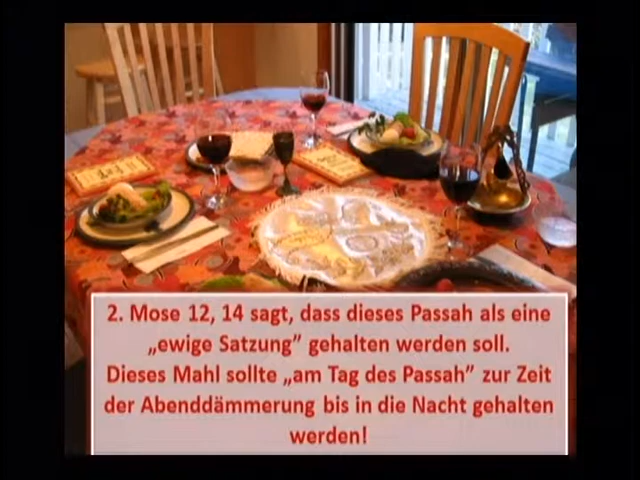 2. Mose 12, 14 sagt, dass dieses Passah als eine
„ewige Satzung” gehalten werden soll.
Dieses Mahl sollte „am Tag des Passah” zur Zeit
der Abenddämmerung bis in die Nacht gehalten
werden!